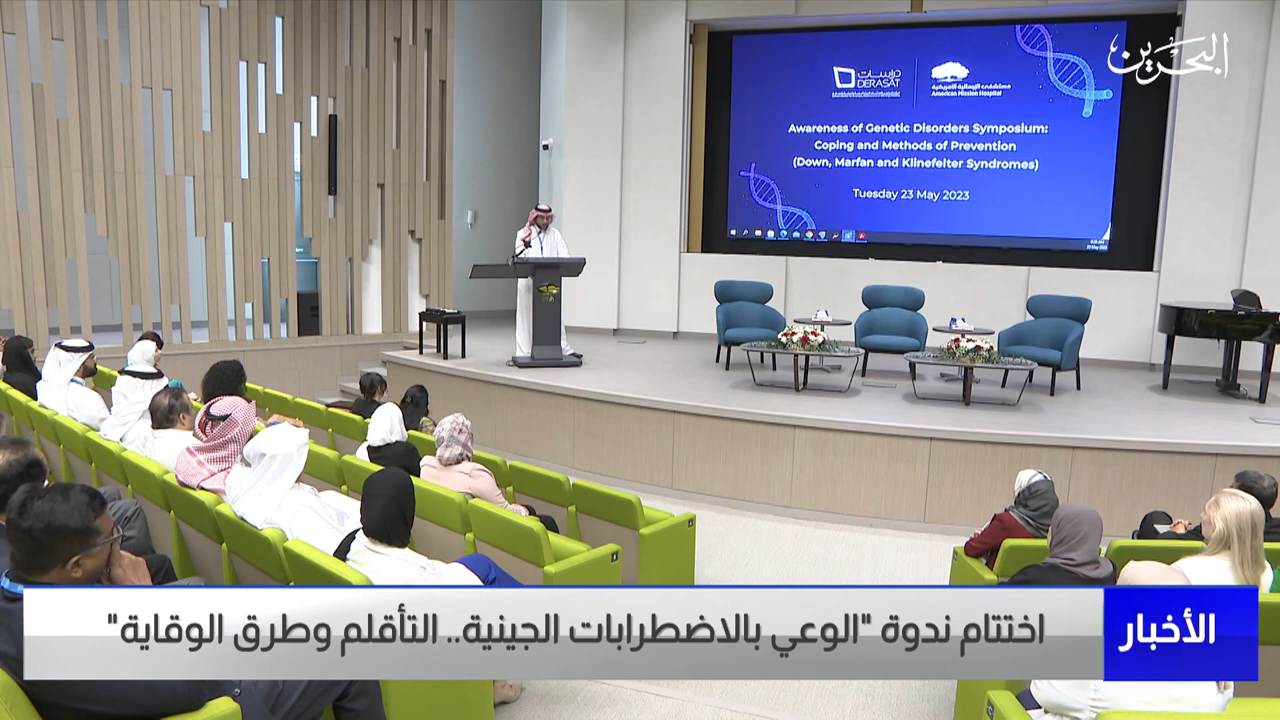 البحرين
دراسات
DERASAT
مستشفى الإرسالية الأمريكية
American Mission Hospital
Awareness of Genetic Disorders Symposium:
Coping and Methods of Prevention
(Down, Marfan and Klinefelter Syndromes)
Tuesday 23 May 2023
الأخبار
اختتام ندوة "الوعي بالاضطرابات الجينية.. التأقلم وطرق الوقاية"